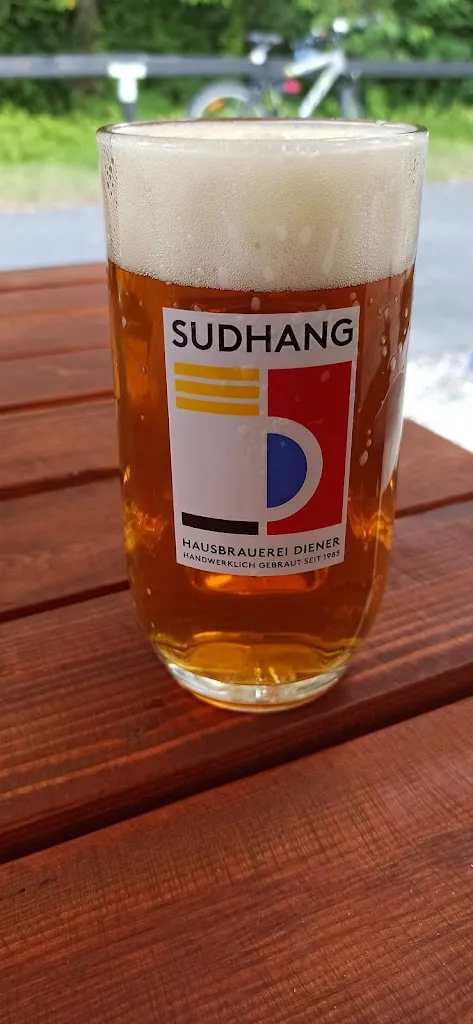 SUDHANG
HAUSBRAUEREI DIENER
HANDWERKLICH GEBRAUT SEIT 1985